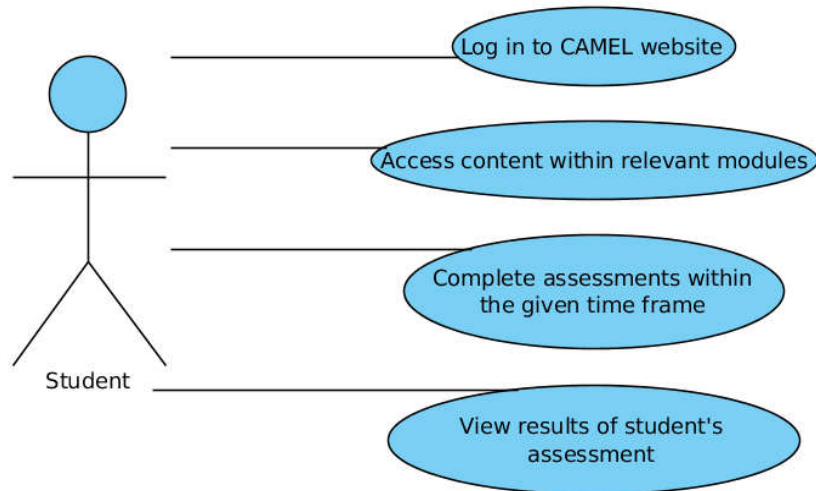 Log in to CAMEL website
Access content within relevant modules
Complete assessments within
the given time frame
Student
View results of student's
assessment